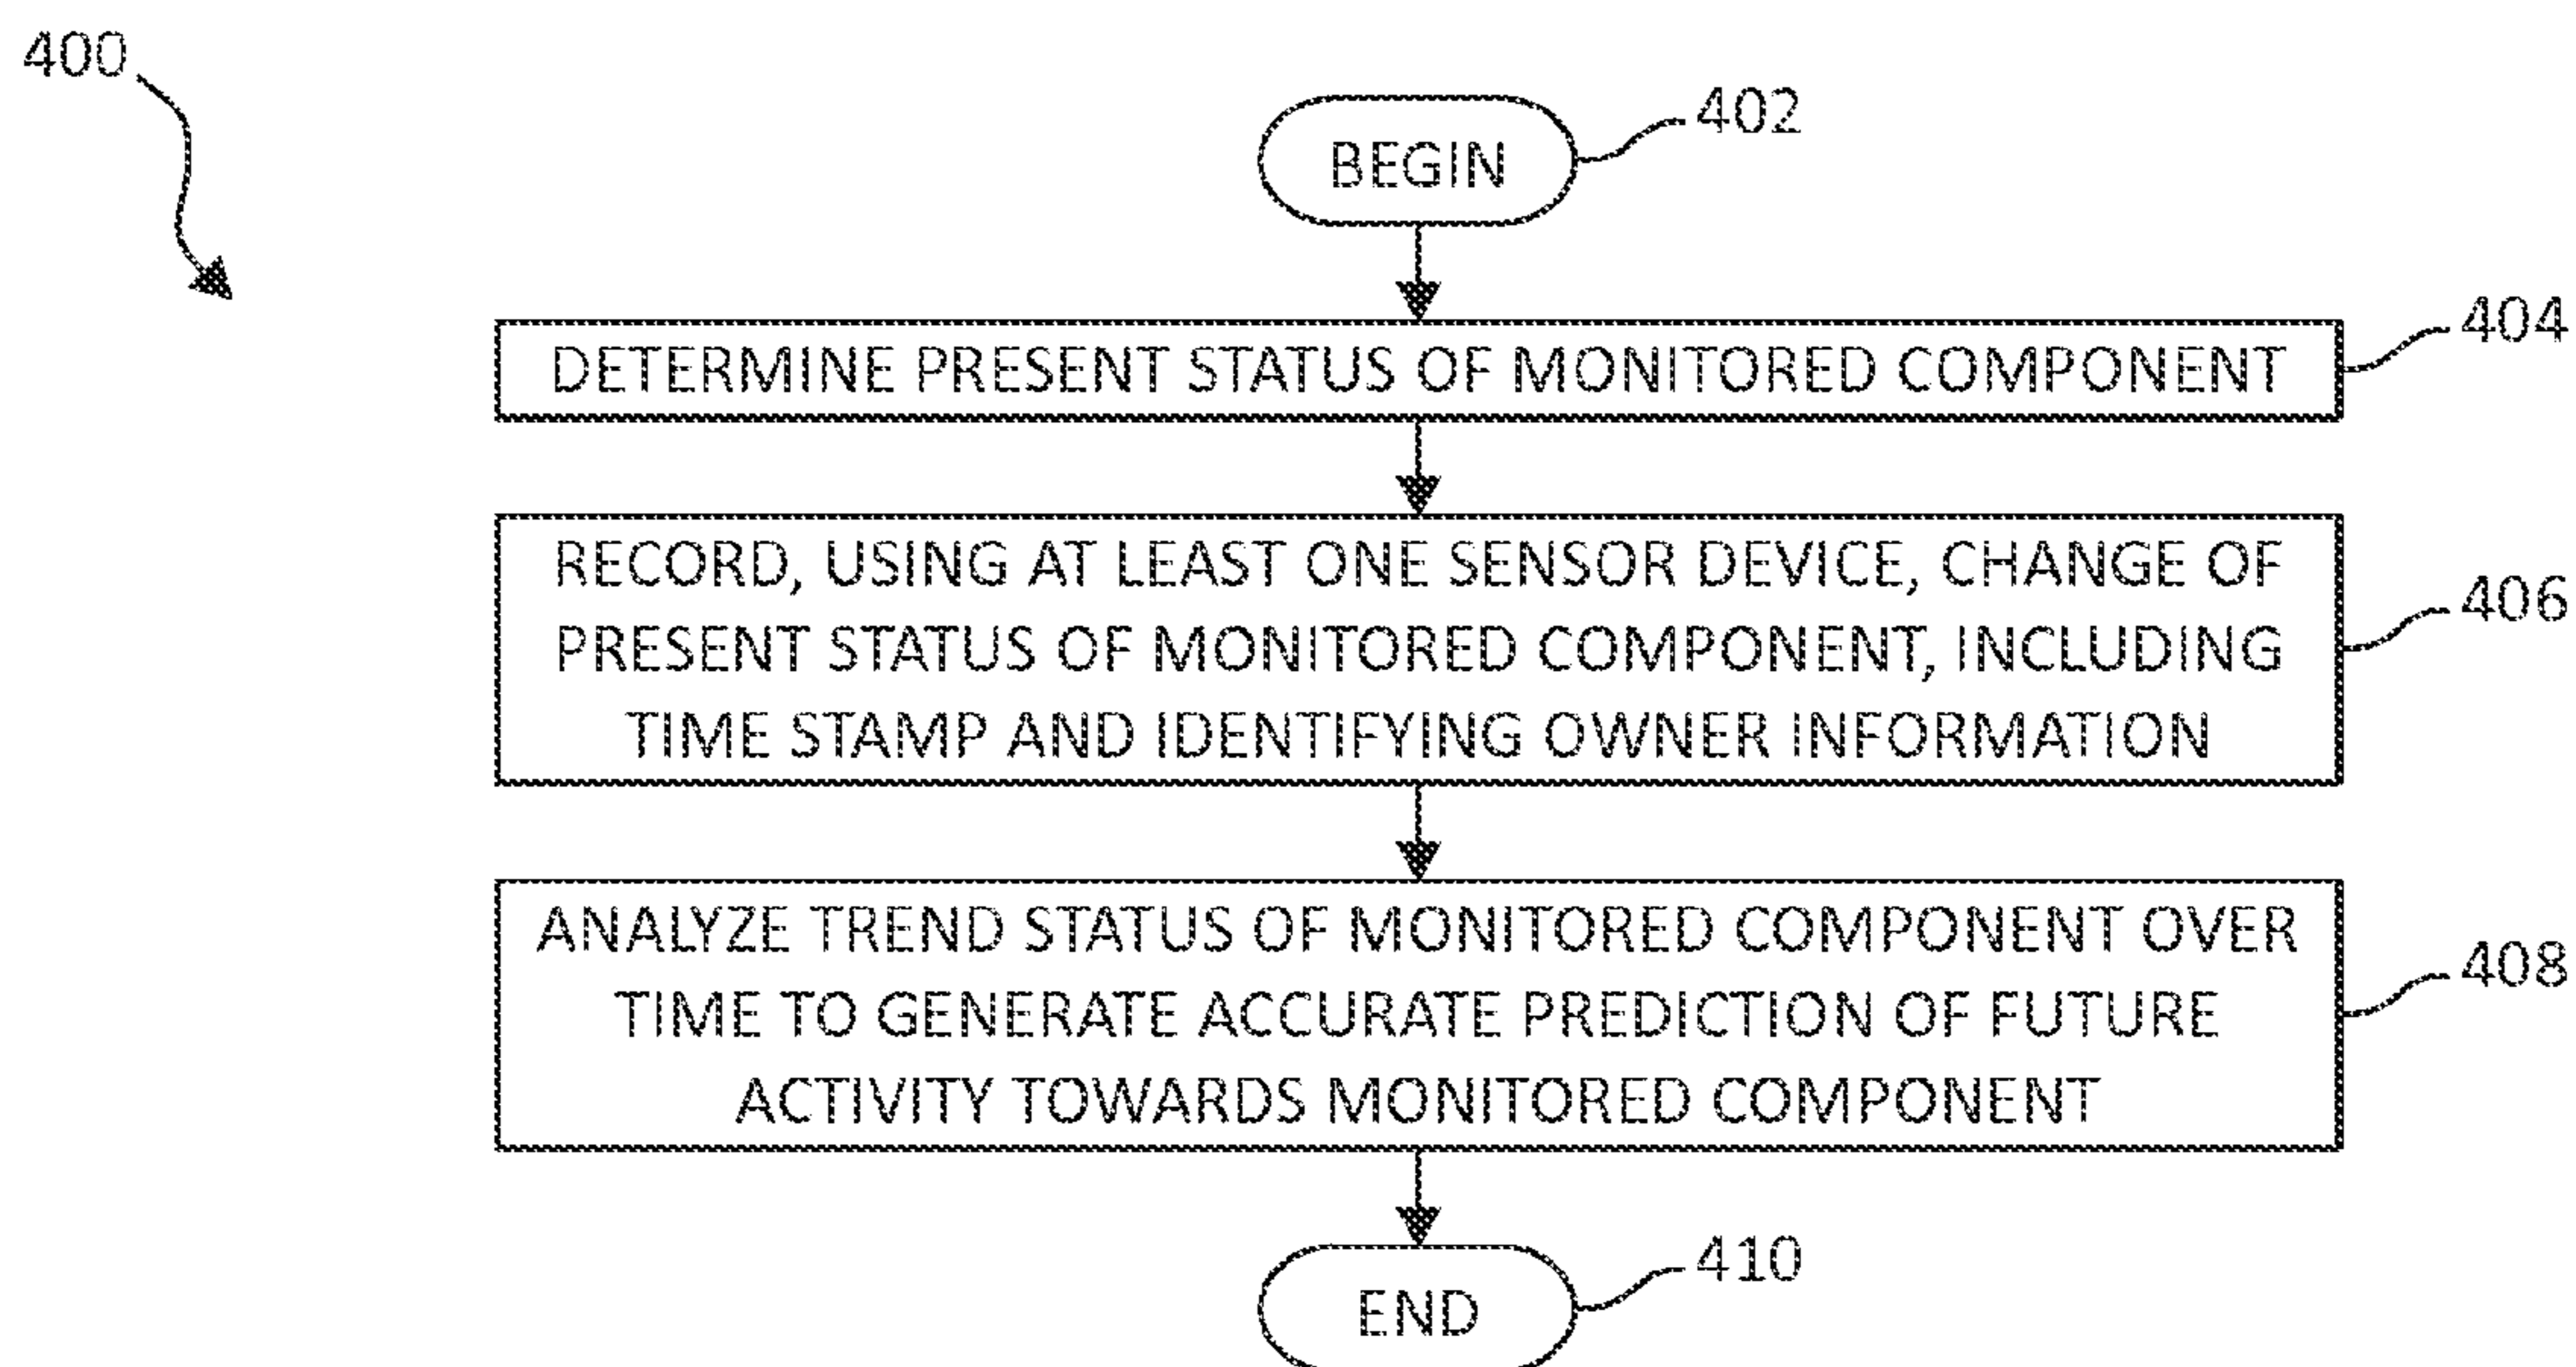 400
BEGIN
402
DETERMINE PRESENT STATUS OF MONITORED COMPONENT
404
RECORD, USING AT LEAST ONE SENSOR DEVICE, CHANGE OF
PRESENT STATUS OF MONITORED COMPONENT, INCLUDING
TIME STAMP AND IDENTIFYING OWNER INFORMATION
406
ANALYZE TREND STATUS OF MONITORED COMPONENT OVER
TIME TO GENERATE ACCURATE PREDICTION OF FUTURE
ACTIVITY TOWARDS MONITORED COMPONENT
408
END
410